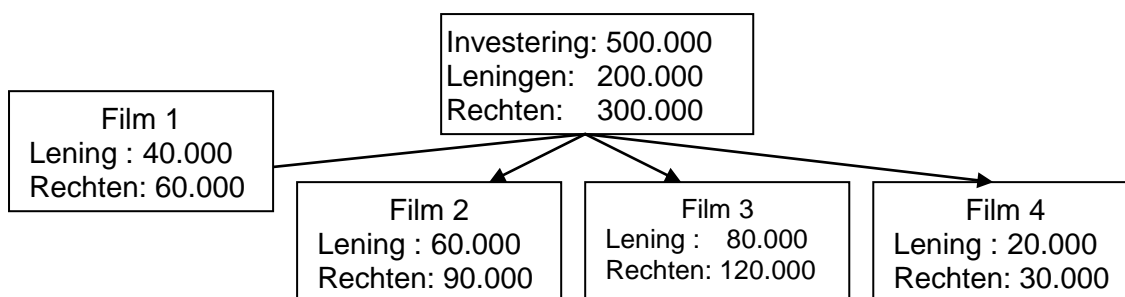 Investering: 500.000
Leningen: 200.000
Rechten: 300.000
Film 1
Lening : 40.000
Rechten: 60.000
Film 2
Lening : 60.000
Rechten: 90.000
Film 3
Lening : 80.000
Rechten: 120.000
Film 4
Lening : 20.000
Rechten: 30.000